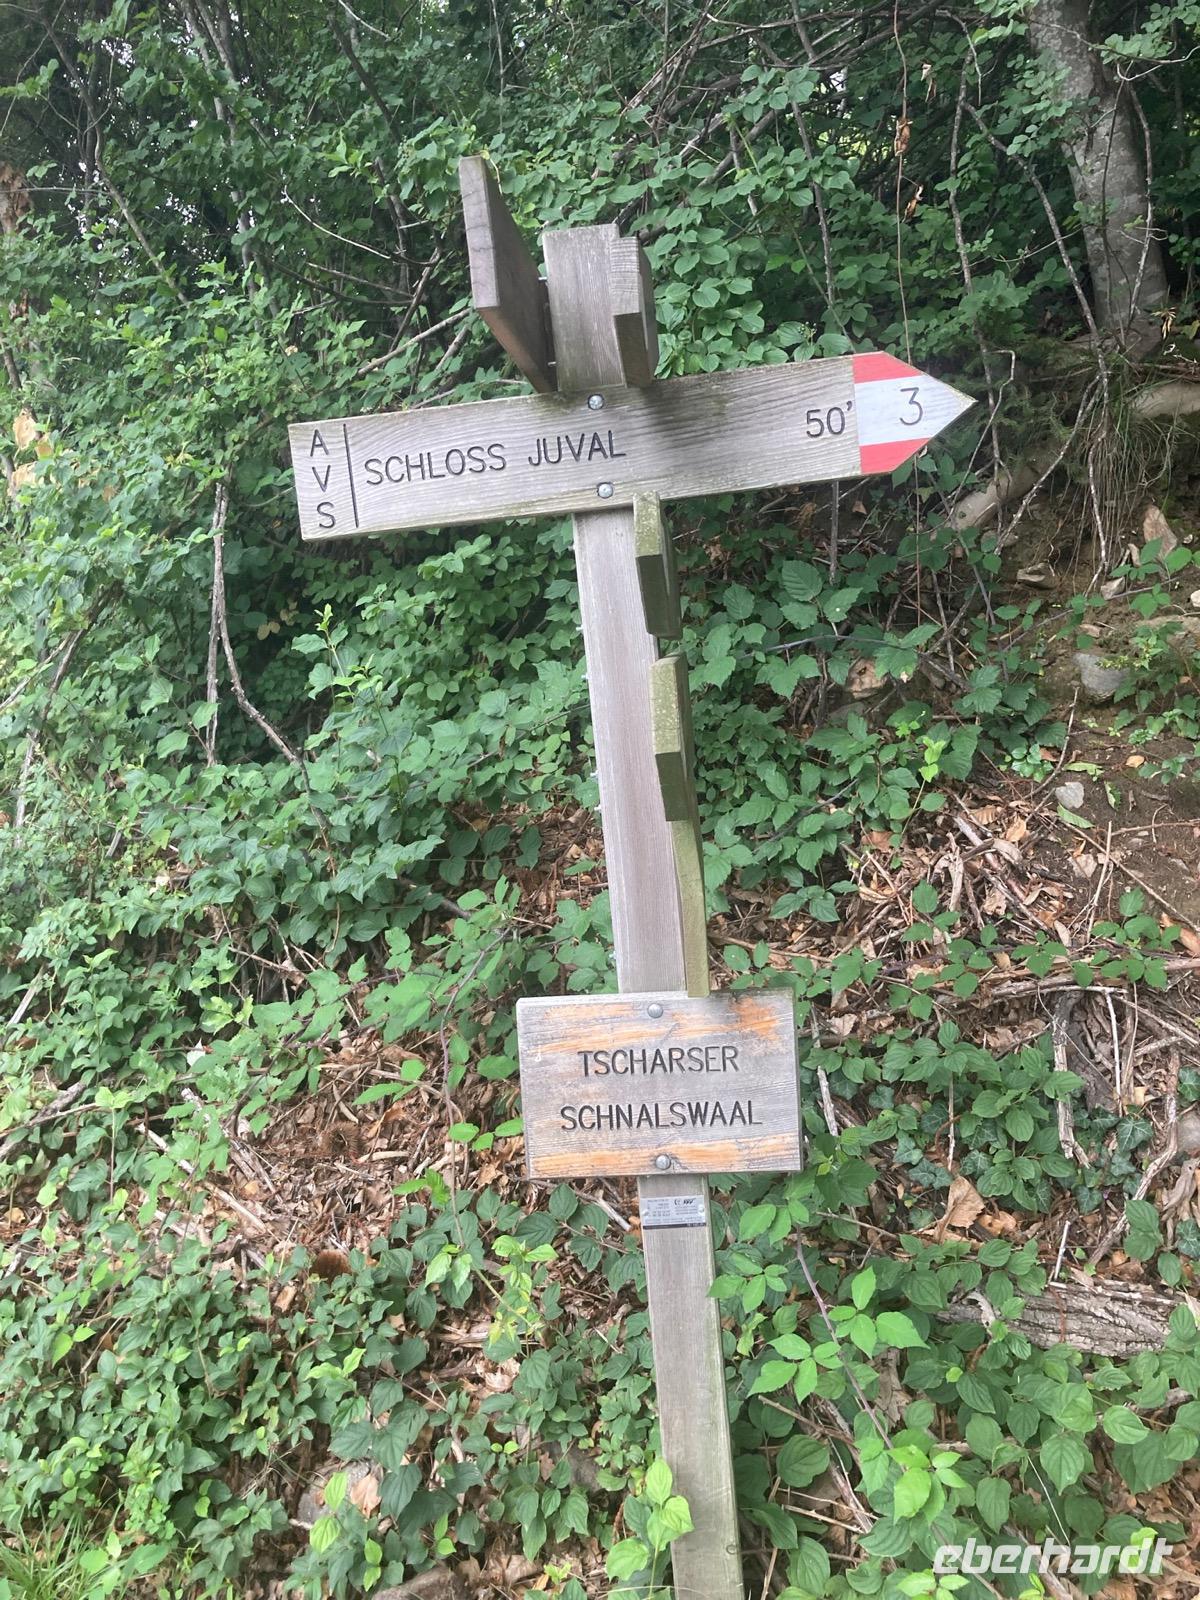 AVS
SCHLOSS JUVAL
50'
3
TSCHARSER
SCHNALSWAAL
eberhardt